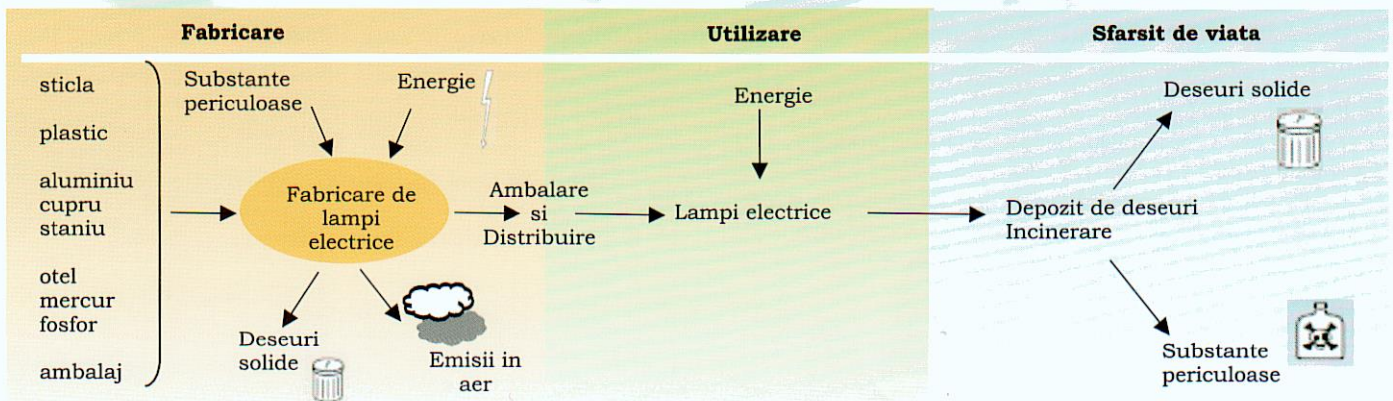 Fabricare
Utilizare
Sfarsit de viata
sticla
plastic
aluminiu
cupru
staniu
otel
mercur
fosfor
ambalaj
Substante
periculoase
Energie
Fabricare de
lampi
electrice
Deseuri
solide
Emisii in
aer
Ambalare
si
Distribuire
Energie
Lampi electrice
Depozit de deseuri
Incinerare
Deseuri solide
Substante
periculoase